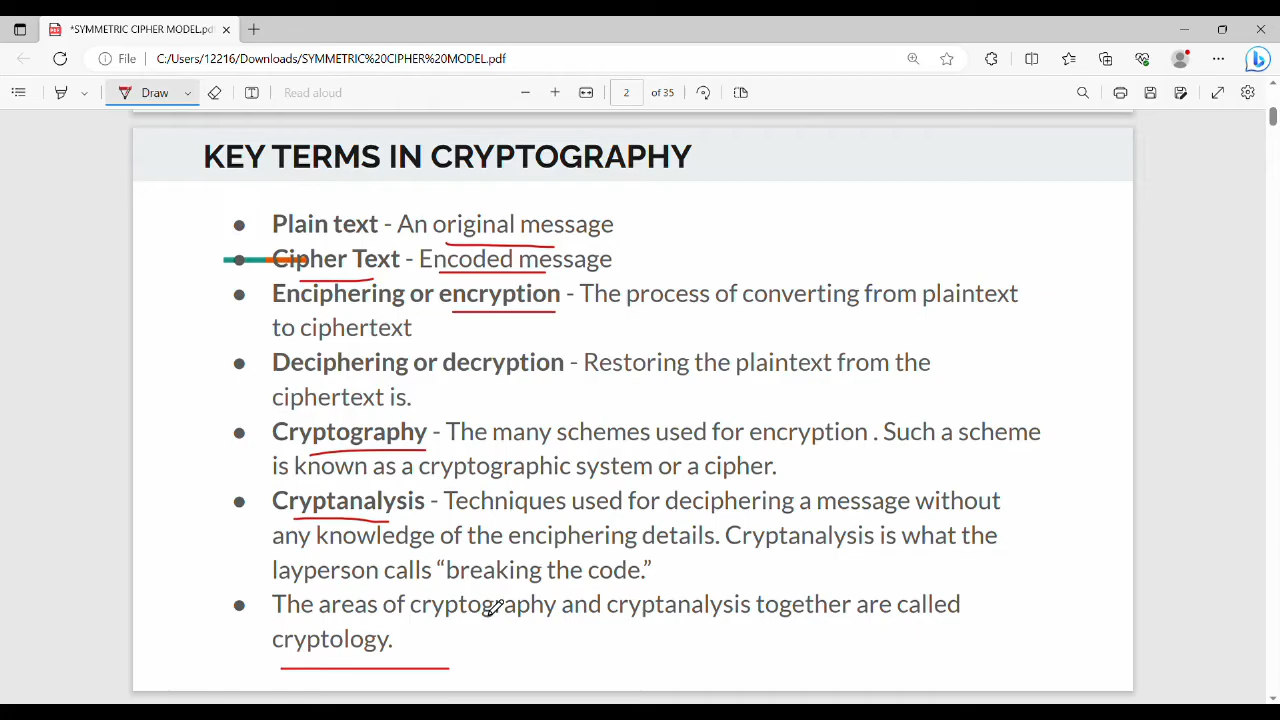 *SYMMETRIC CIPHER MODEL.pdf
File
C:/Users/12216/Downloads/SYMMETRIC%20CIPHER%20MODEL.pdf
Draw
Read aloud
2
of 35
KEY TERMS IN CRYPTOGRAPHY
● Plain text - An original message
● Cipher Text - Encoded message
● Enciphering or encryption - The process of converting from plaintext
to ciphertext
● Deciphering or decryption - Restoring the plaintext from the
ciphertext is.
● Cryptography - The many schemes used for encryption . Such a scheme
is known as a cryptographic system or a cipher.
● Cryptanalysis - Techniques used for deciphering a message without
any knowledge of the enciphering details. Cryptanalysis is what the
layperson calls “breaking the code.”
● The areas of cryptography and cryptanalysis together are called
cryptology.